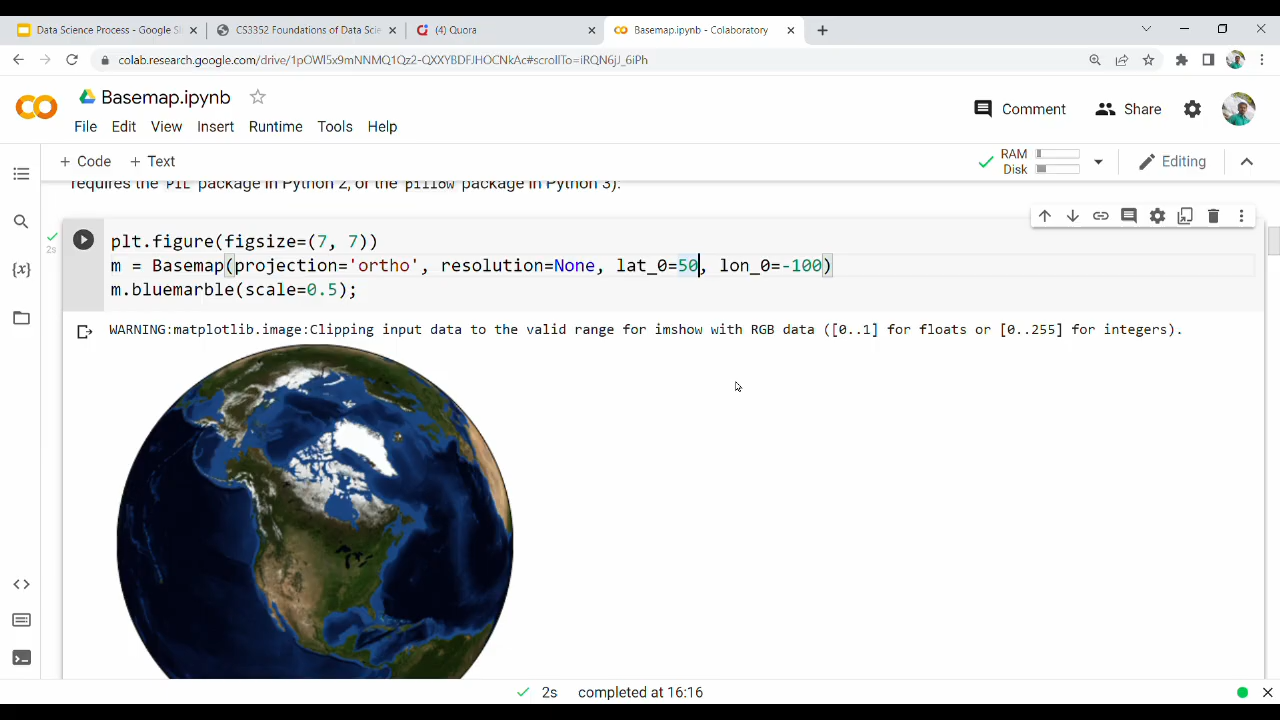 Data Science Process - Google Sl
CS3352 Foundations of Data Scie
(4) Quora
Basemap.ipynb - Colaboratory
colab.research.google.com/drive/1pOWl5x9mNNMQ1Qz2-QXXYBDFJHOCNkAc#scrollTo=iRQN6jJ_6iPh
Basemap.ipynb
Comment
Share
File Edit View Insert Runtime Tools Help
+ Code + Text
RAM
Disk
Editing
requires the PIL package in Python 2, or the pillow package in Python 3):
2s
plt.figure(figsize=(7, 7))
m = Basemap(projection='ortho', resolution=None, lat_0=50, lon_0=-100)
m.bluemarble(scale=0.5);
WARNING:matplotlib.image:Clipping input data to the valid range for imshow with RGB data ([0..1] for floats or [0..255] for integers).
{x}
2s completed at 16:16